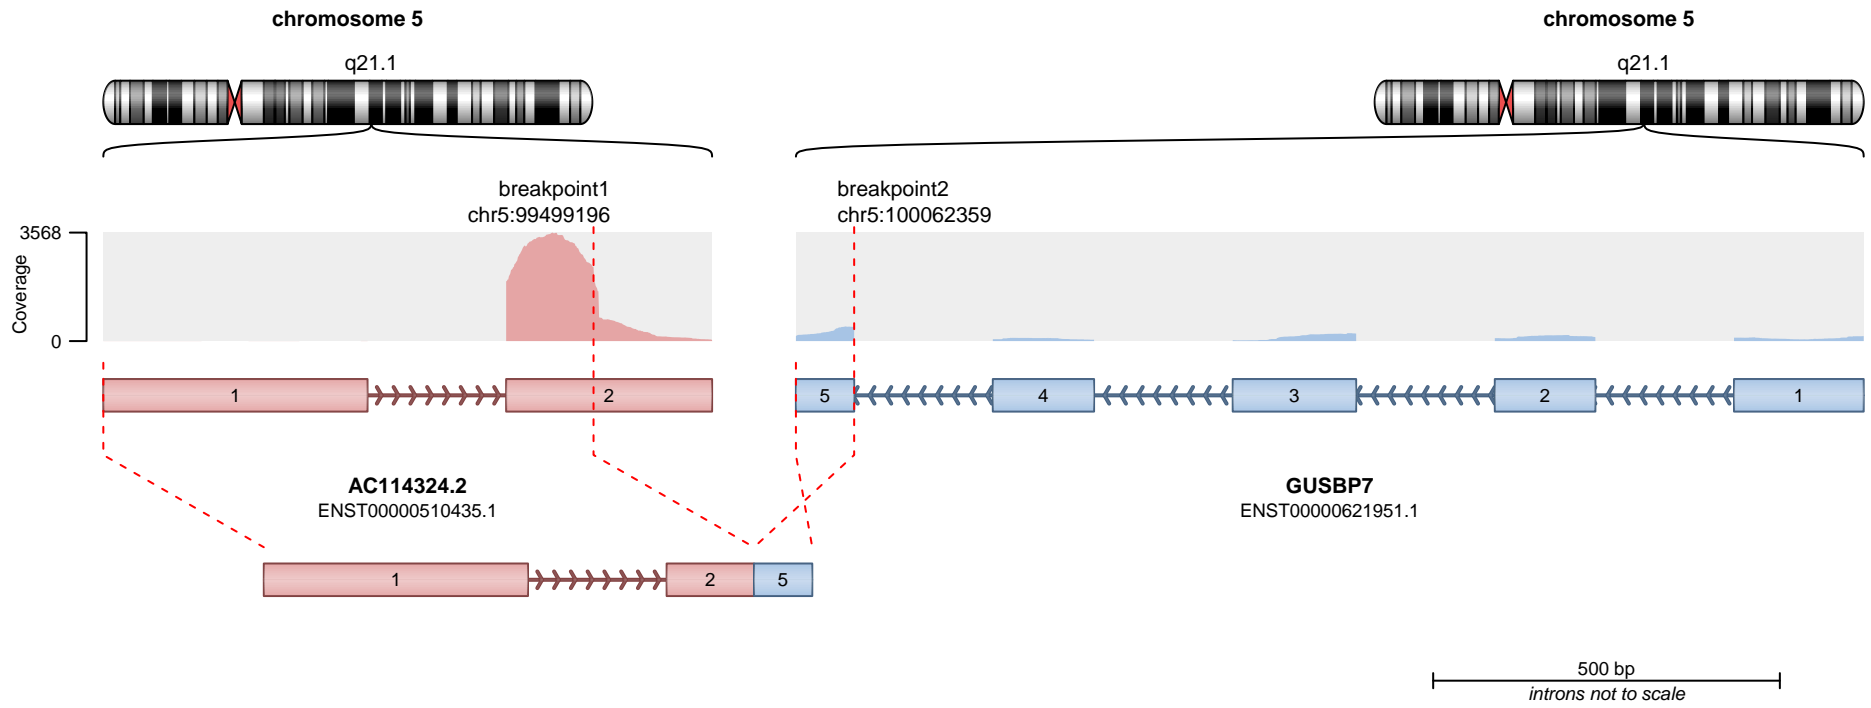 chromosome 5
chromosome 5
q21.1
q21.1
breakpoint1
chr5:99499196
breakpoint2
chr5:100062359
3568
Coverage
0
1
2
5
4
3
2
1
AC114324.2
ENST00000510435.1
GUSBP7
ENST00000621951.1
1
2
5
500 bp
introns not to scale